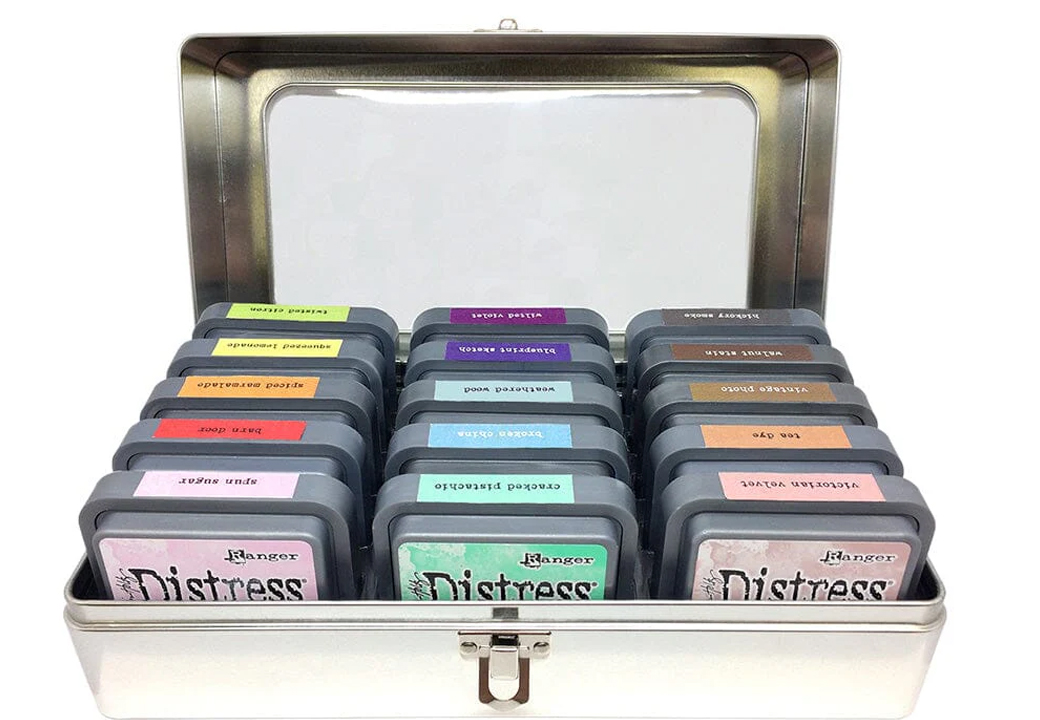 twisted citron
wilted violet
hickory smoke
squeezed lemonade
blueprint sketch
walnut stain
spiced marmalade
weathered wood
vintage photo
barn door
broken china
tea dye
spun sugar
cracked pistachio
victorian velvet
Ranger
Distress®
Ranger
Distress®
Ranger
Distress®